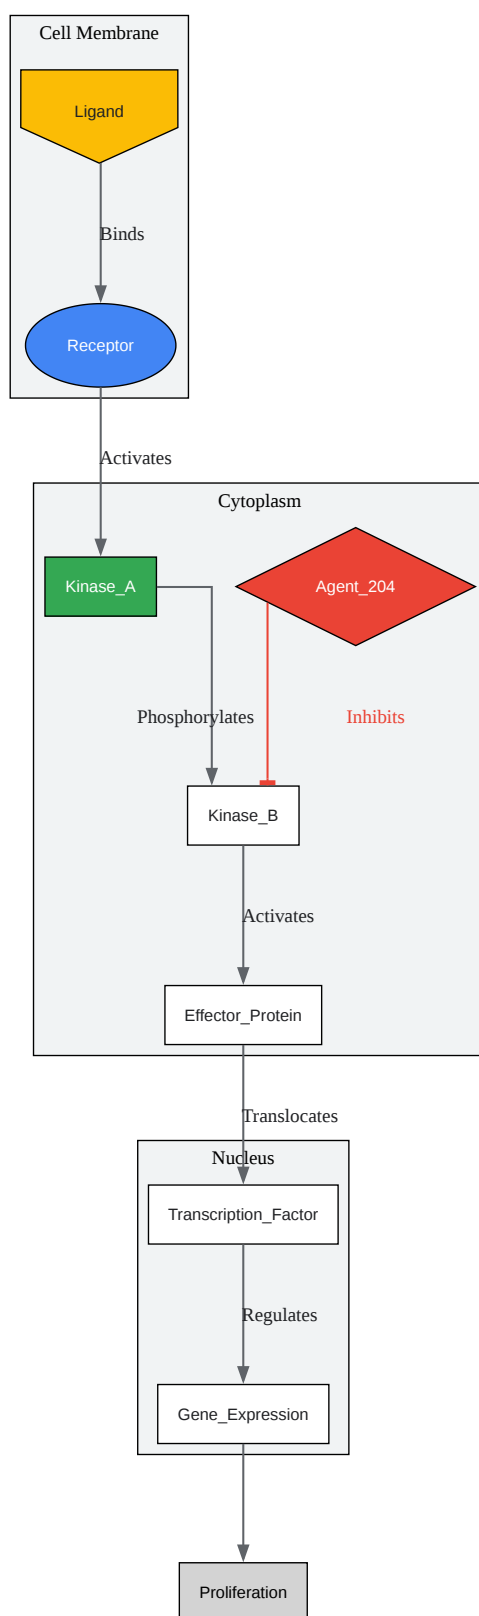 Cell Membrane
Ligand
Binds
Receptor
Activates
Cytoplasm
Kinase_A
Agent_204
Phosphorylates
Inhibits
Kinase_B
Activates
Effector_Protein
Translocates
Nucleus
Transcription_Factor
Regulates
Gene_Expression
Proliferation